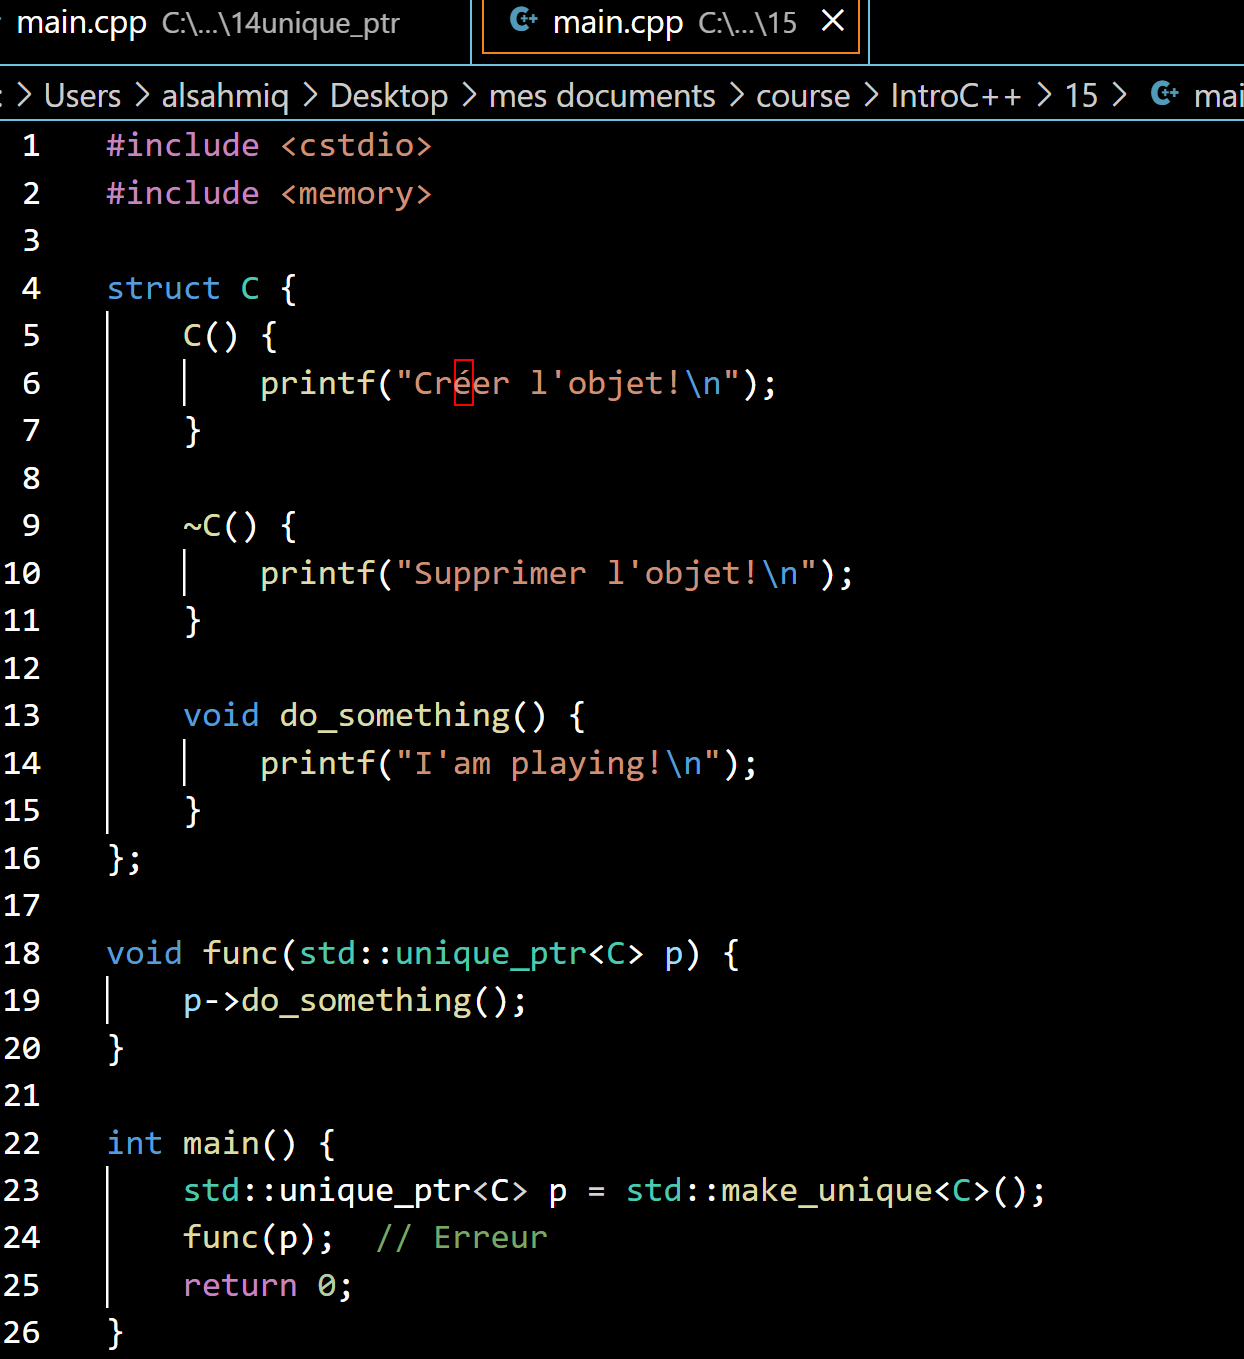 main.cpp C:\...\14unique_ptr main.cpp C:\...\15
> Users > alsahmiq > Desktop > mes documents > course > IntroC++ > 15 >
1 #include <cstdio>
2 #include <memory>
3
4 struct C {
5 C() {
6 printf("Créer l'objet!\n");
7 }
8
9 ~C() {
10 printf("Supprimer l'objet!\n");
11 }
12
13 void do_something() {
14 printf("I'am playing!\n");
15 }
16 };
17
18 void func(std::unique_ptr<C> p) {
19 p->do_something();
20 }
21
22 int main() {
23 std::unique_ptr<C> p = std::make_unique<C>();
24 func(p); // Erreur
25 return 0;
26 }